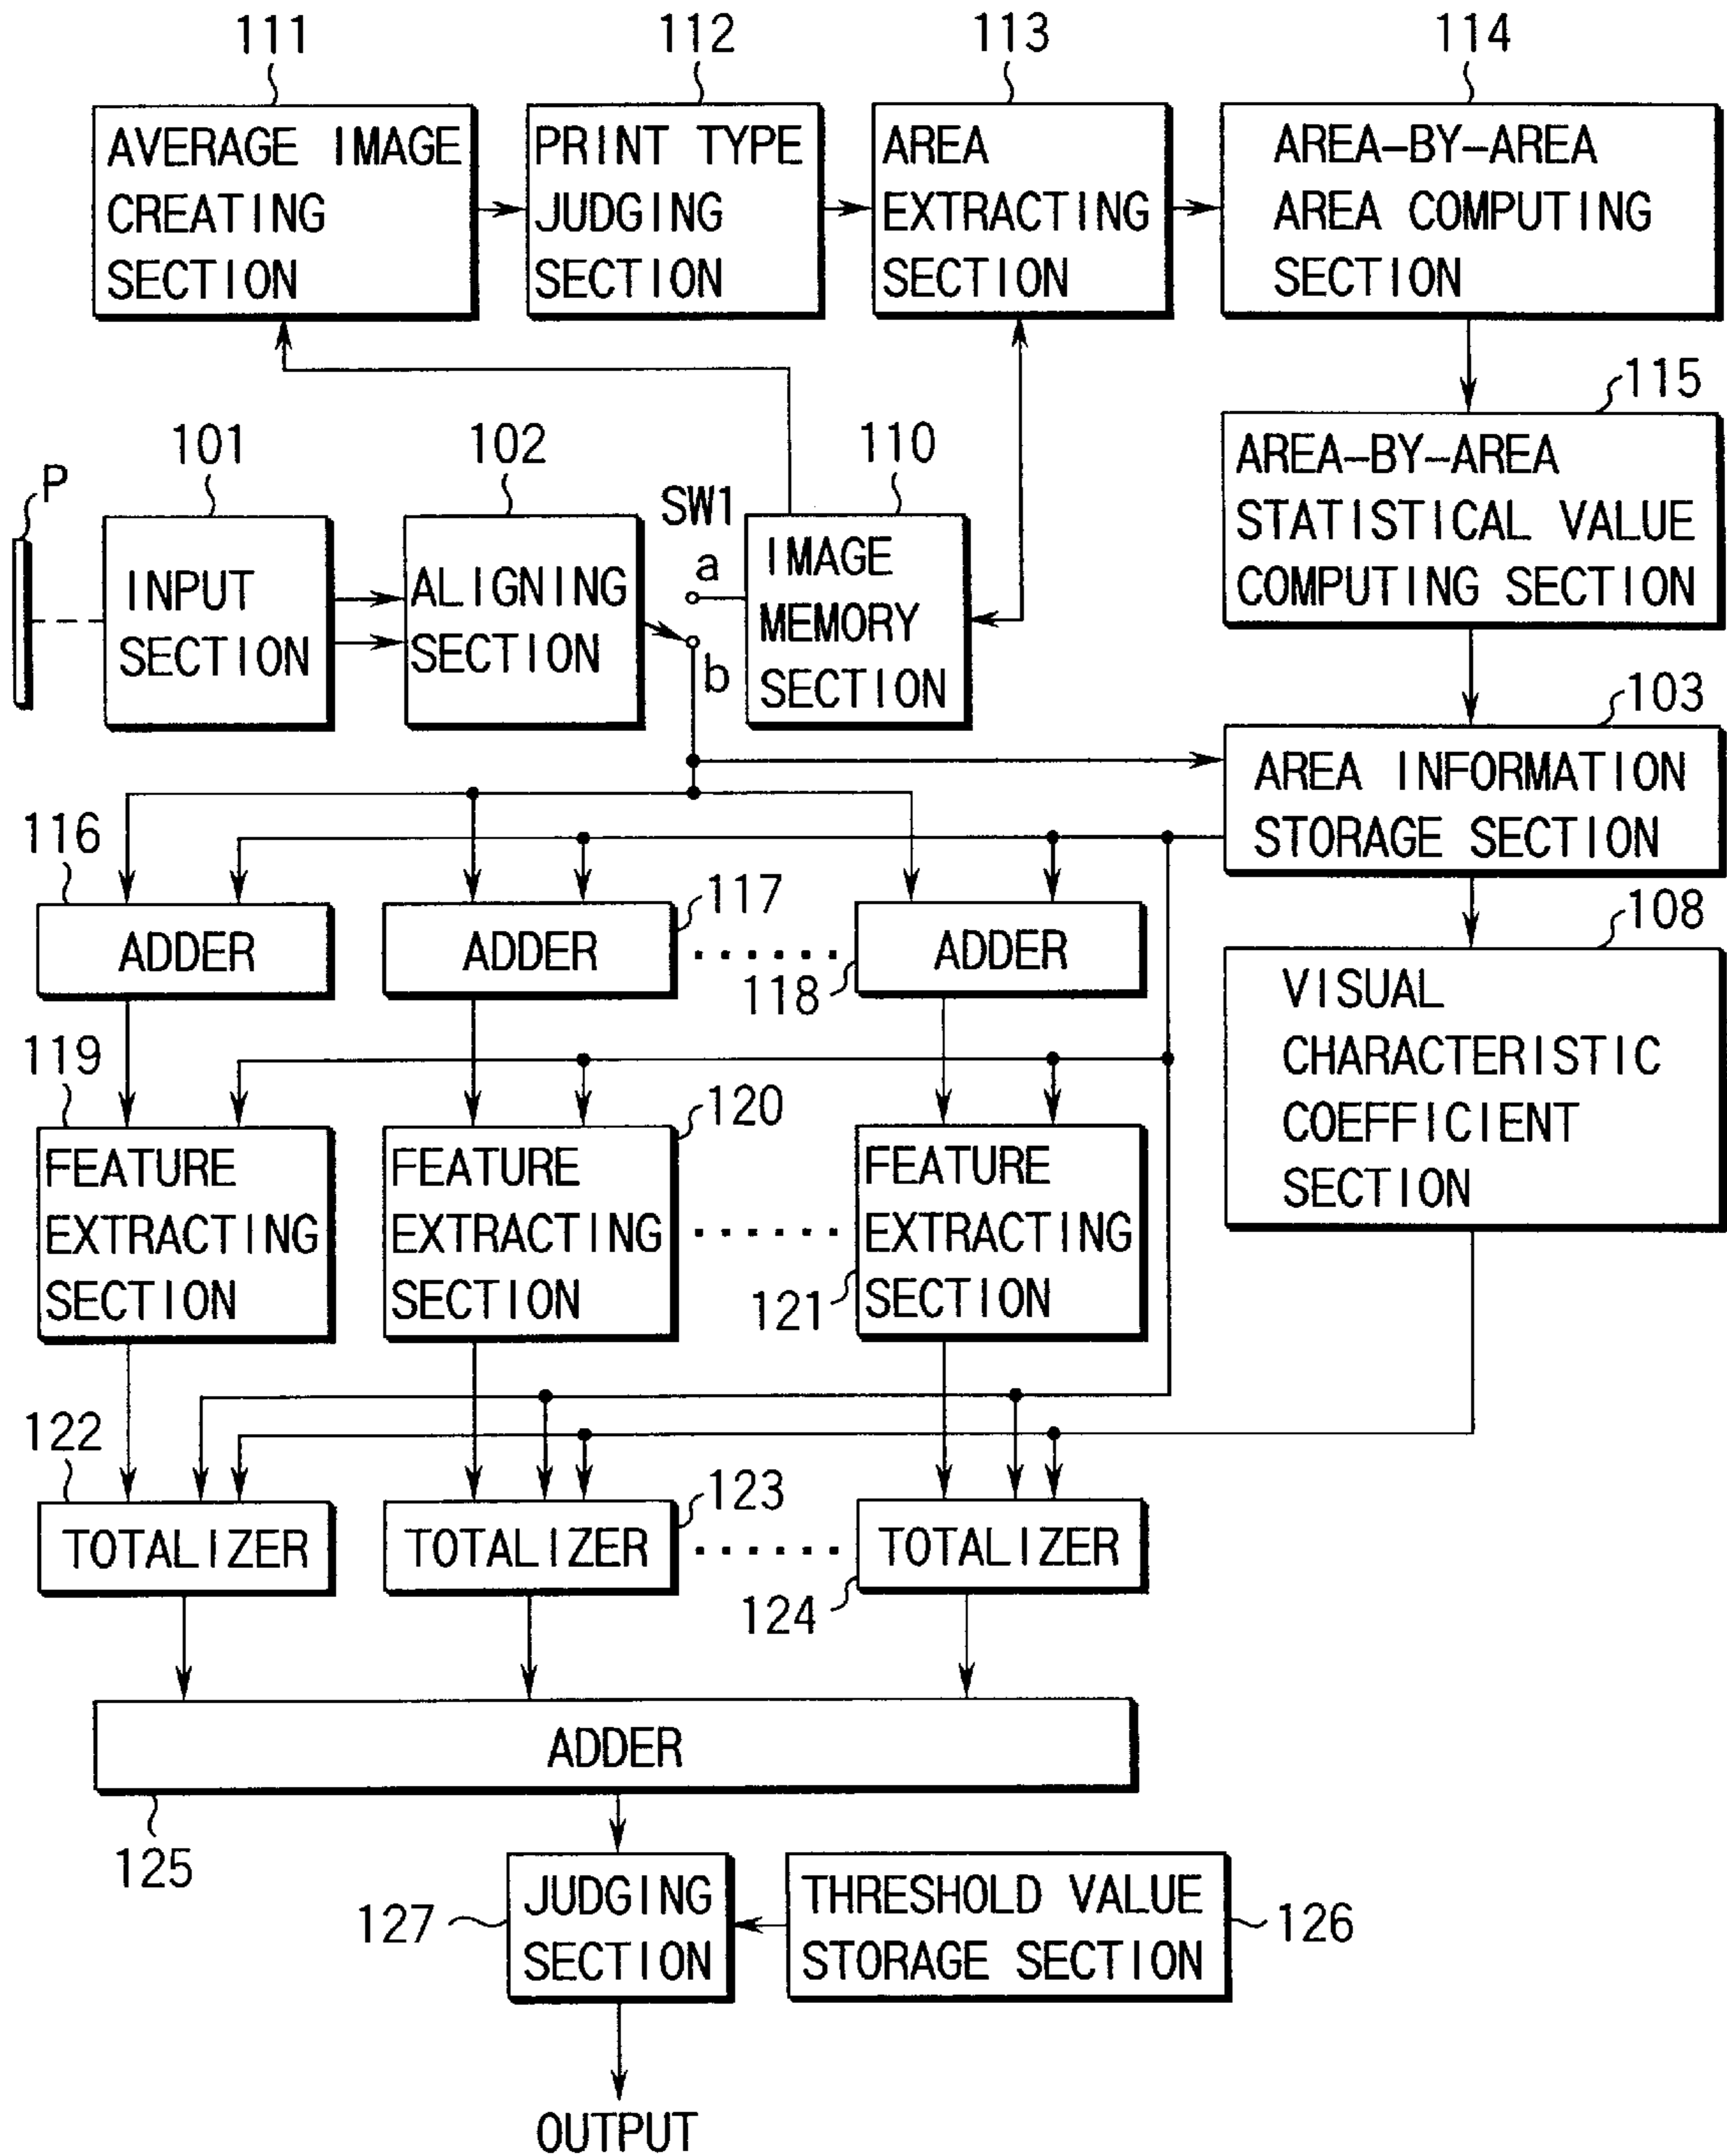 111
112
113
114
AVERAGE IMAGE
CREATING
SECTION
PRINT TYPE
JUDGING
SECTION
AREA
EXTRACTING
SECTION
AREA-BY-AREA
AREA COMPUTING
SECTION
115
AREA-BY-AREA
STATISTICAL VALUE
COMPUTING SECTION
P
101
INPUT
SECTION
102
ALIGNING
SECTION
SW1
a
b
110
IMAGE
MEMORY
SECTION
103
AREA INFORMATION
STORAGE SECTION
116
ADDER
117
ADDER
......
118
ADDER
108
VISUAL
CHARACTERISTIC
COEFFICIENT
SECTION
119
FEATURE
EXTRACTING
SECTION
120
FEATURE
EXTRACTING
SECTION
......
121
FEATURE
EXTRACTING
SECTION
122
TOTALIZER
123
TOTALIZER
......
124
TOTALIZER
ADDER
125
127
JUDGING
SECTION
THRESHOLD VALUE
STORAGE SECTION
126
OUTPUT